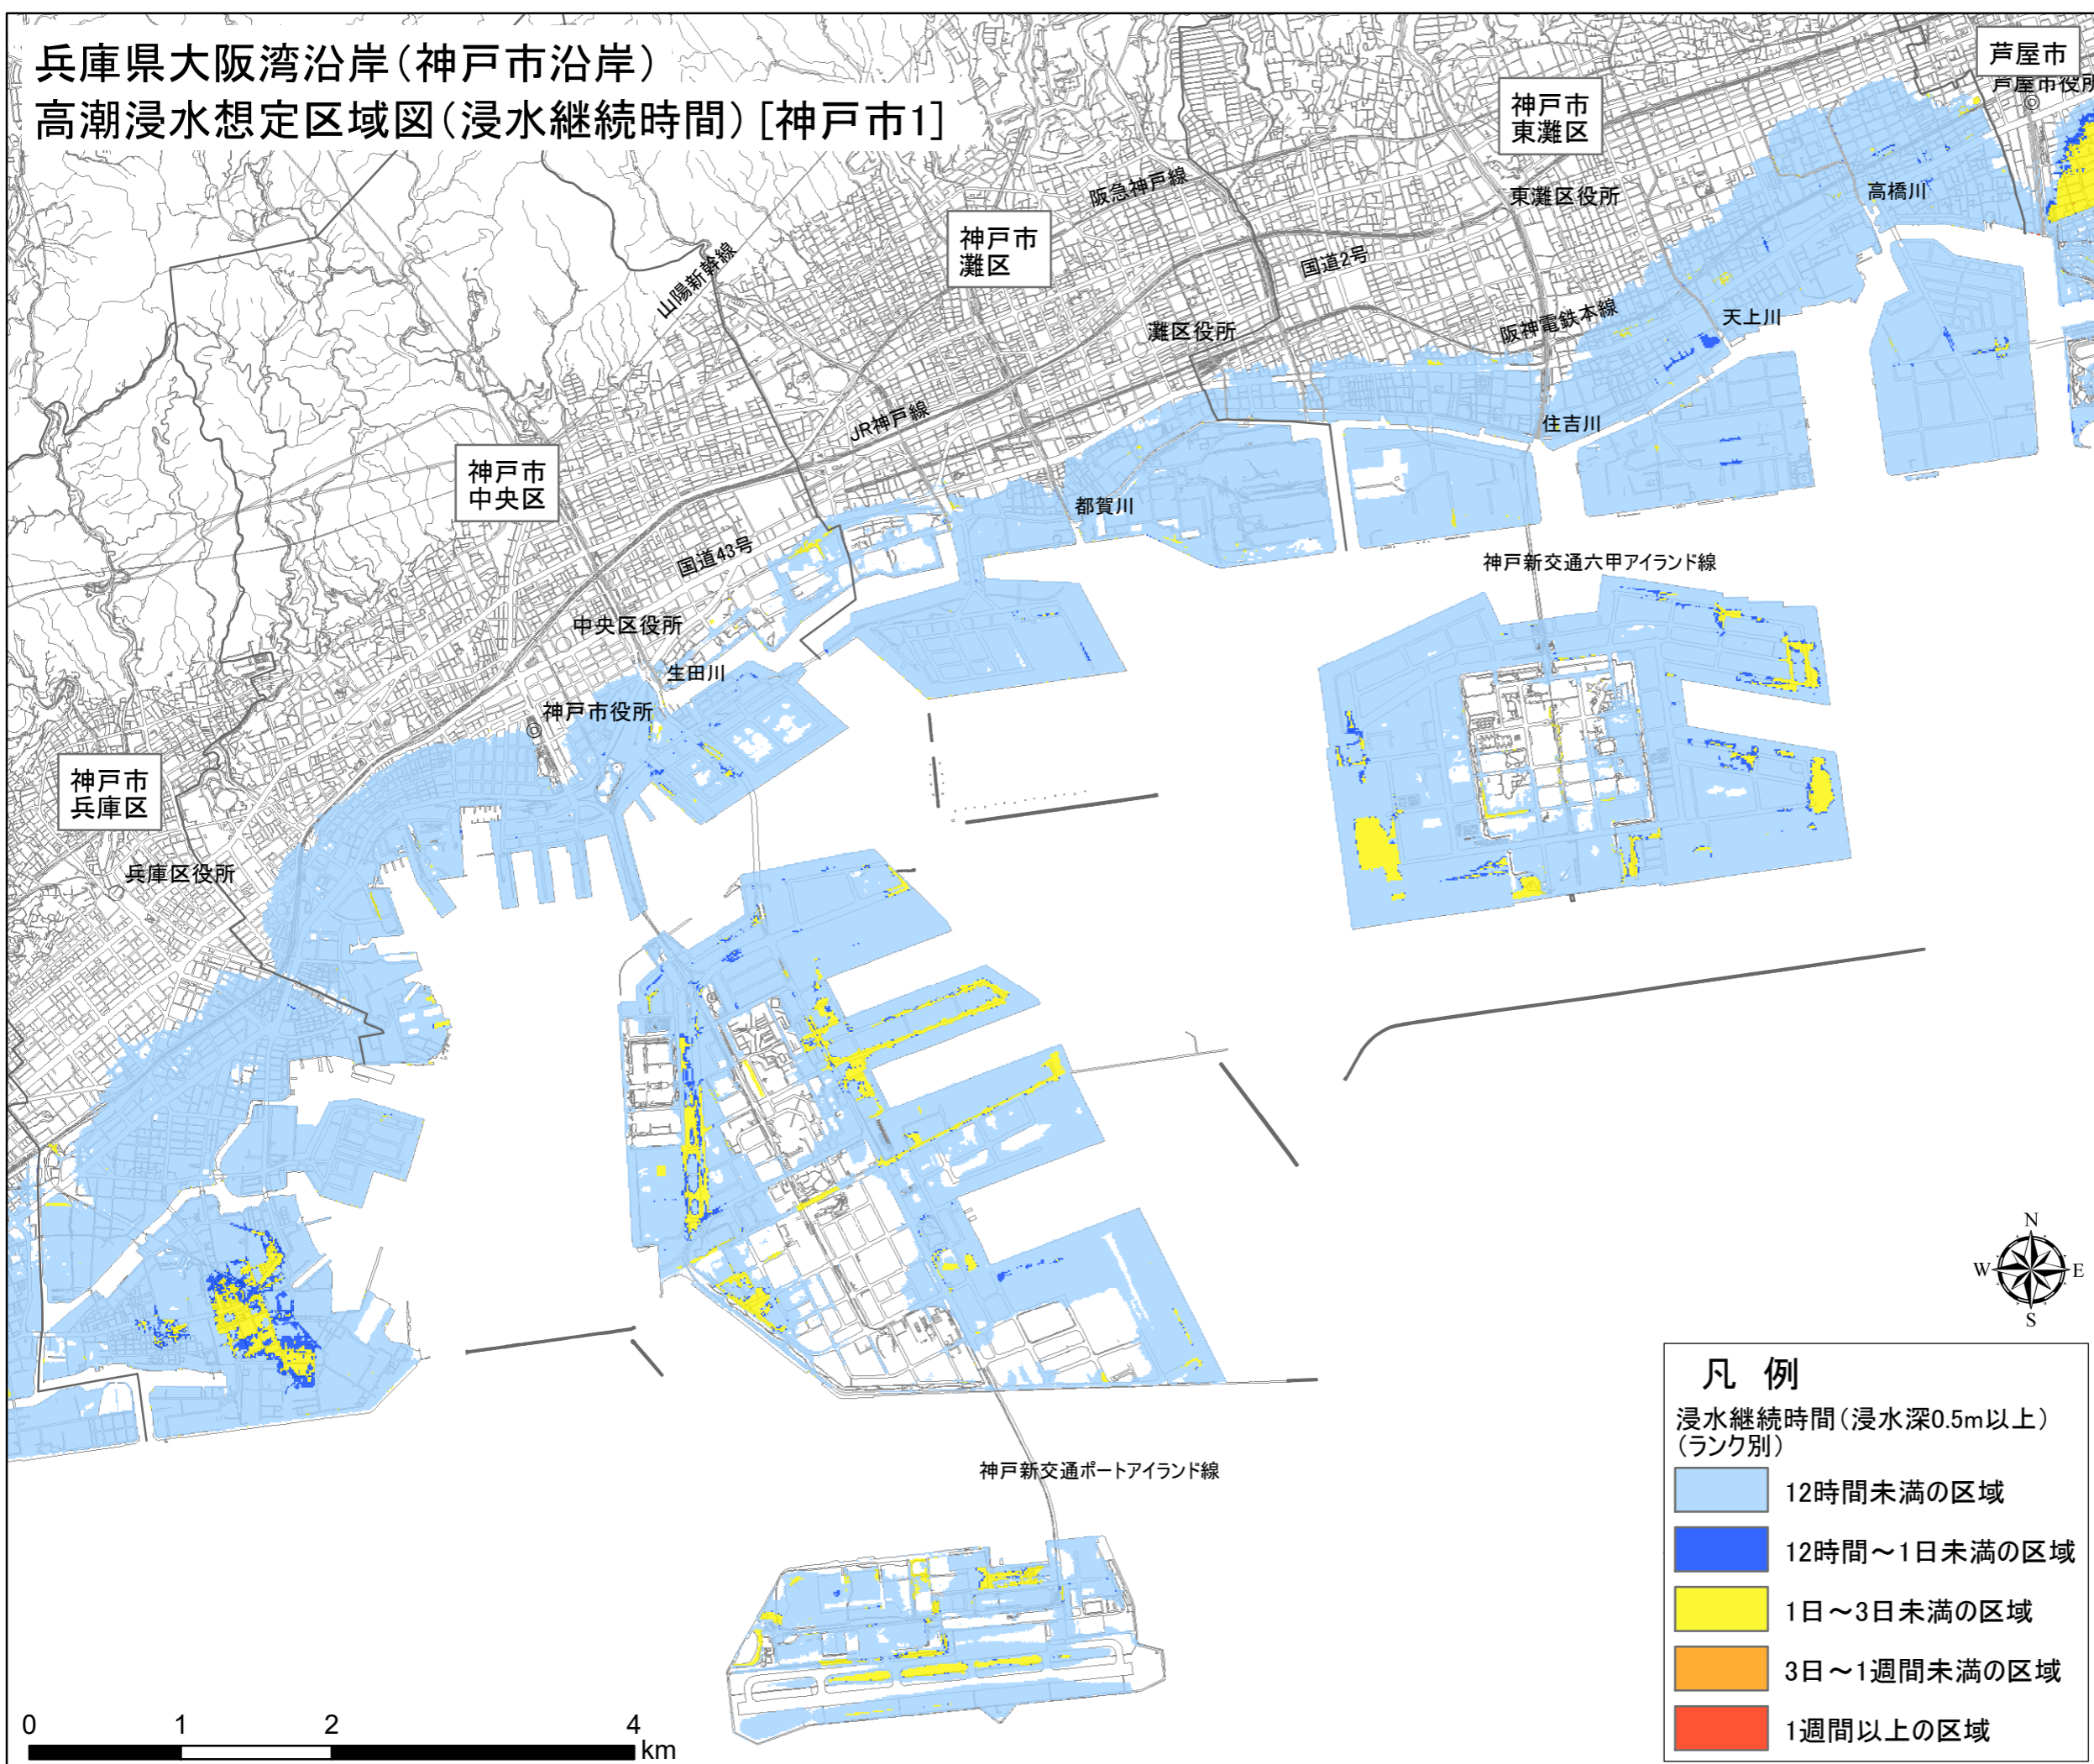 兵庫県大阪湾沿岸(神戸市沿岸)
高潮浸水想定区域図(浸水継続時間)[神戸市1]
芦屋市
芦屋市役所
神戸市
東灘区
東灘区役所
高橋川
阪急神戸線
神戸市
灘区
国道2号
山陽新幹線
灘区役所
阪神電鉄本線
天上川
JR神戸線
住吉川
神戸市
中央区
都賀川
国道43号
神戸新交通六甲アイランド線
中央区役所
生田川
神戸市役所
神戸市
兵庫区
兵庫区役所
N
W
E
S
神戸新交通ポートアイランド線
凡 例
浸水継続時間(浸水深0.5m以上)
(ランク別)
12時間未満の区域
12時間～1日未満の区域
1日～3日未満の区域
3日～1週間未満の区域
1週間以上の区域
0 1 2 4
km